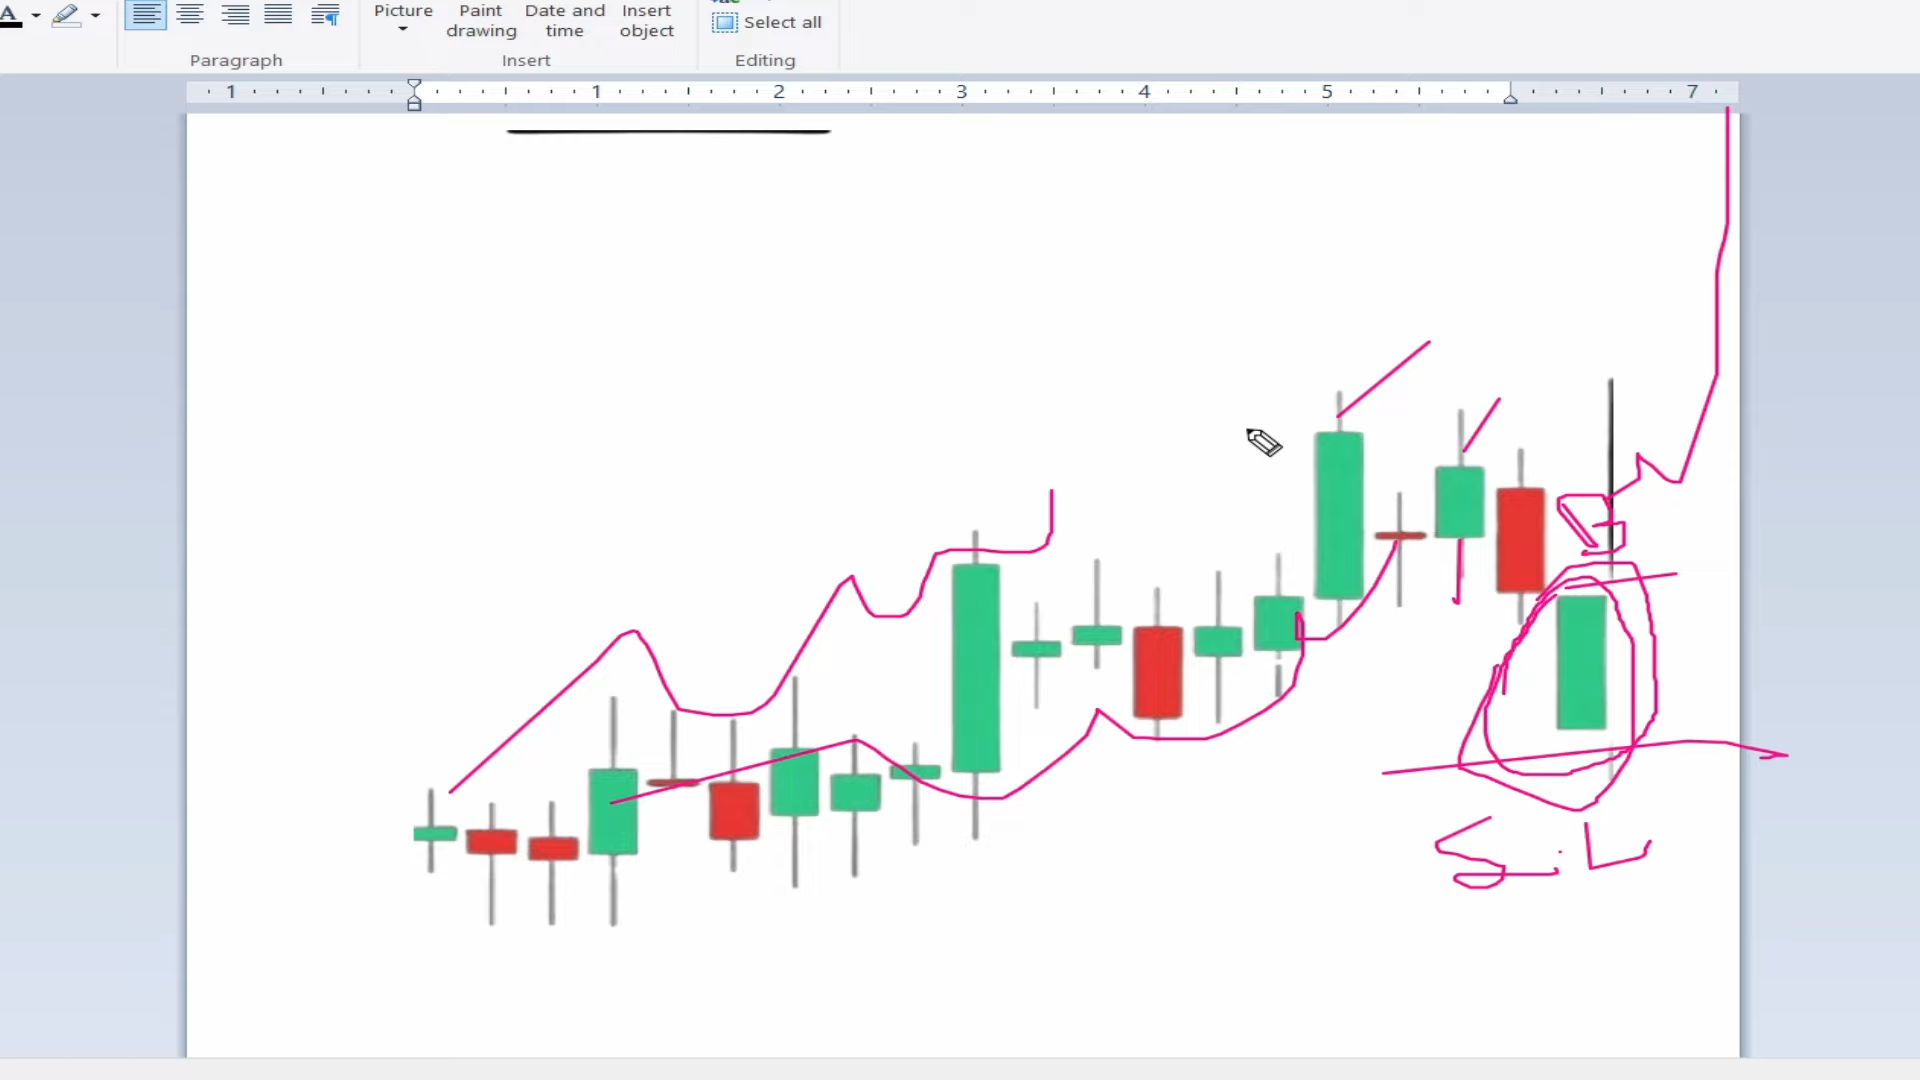 A
Picture
Paint drawing
Date and time
Insert object
Select all
Paragraph
Insert
Editing
1 1 2 3 4 5 7
B
S.L